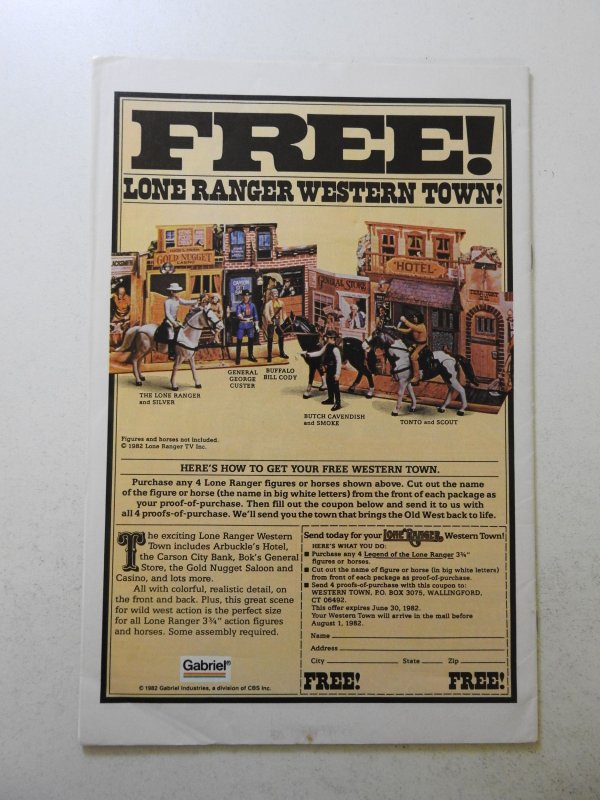 FREE!
LONE RANGER WESTERN TOWN!
GOLD NUGGET
CASINO
CARSON
GENERAL STORE
HOTEL
THE LONE RANGER
and SILVER
GENERAL
GEORGE
CUSTER
BUFFALO
BILL CODY
BUTCH CAVENDISH
and SMOKE
TONTO and SCOUT
Figures and horses not included.
© 1982 Lone Ranger TV Inc.
HERE'S HOW TO GET YOUR FREE WESTERN TOWN.
Purchase any 4 Lone Ranger figures or horses shown above. Cut out the name
of the figure or horse (the name in big white letters) from the front of each package as
your proof-of-purchase. Then fill out the coupon below and send it to us with
all 4 proofs-of-purchase. We'll send you the town that brings the Old West back to life.
The exciting Lone Ranger Western
Town includes Arbuckle's Hotel,
the Carson City Bank, Bok's General
Store, the Gold Nugget Saloon and
Casino, and lots more.
All with colorful, realistic detail, on
the front and back. Plus, this great scene
for wild west action is the perfect size
for all Lone Ranger 3¾" action figures
and horses. Some assembly required.
Gabriel®
© 1982 Gabriel Industries, a division of CBS Inc.
Send today for your LONE RANGER Western Town!
HERE'S WHAT YOU DO:
■ Purchase any 4 Legend of the Lone Ranger 3¾"
figures or horses.
■ Cut out the name of figure or horse (in big white letters)
from front of each package as proof-of-purchase.
■ Send 4 proofs-of-purchase with this coupon to:
WESTERN TOWN, P.O. BOX 3075, WALLINGFORD,
CT 06492.
This offer expires June 30, 1982.
Your Western Town will arrive in the mail before
August 1, 1982.
Name
Address
City State Zip
FREE! FREE!